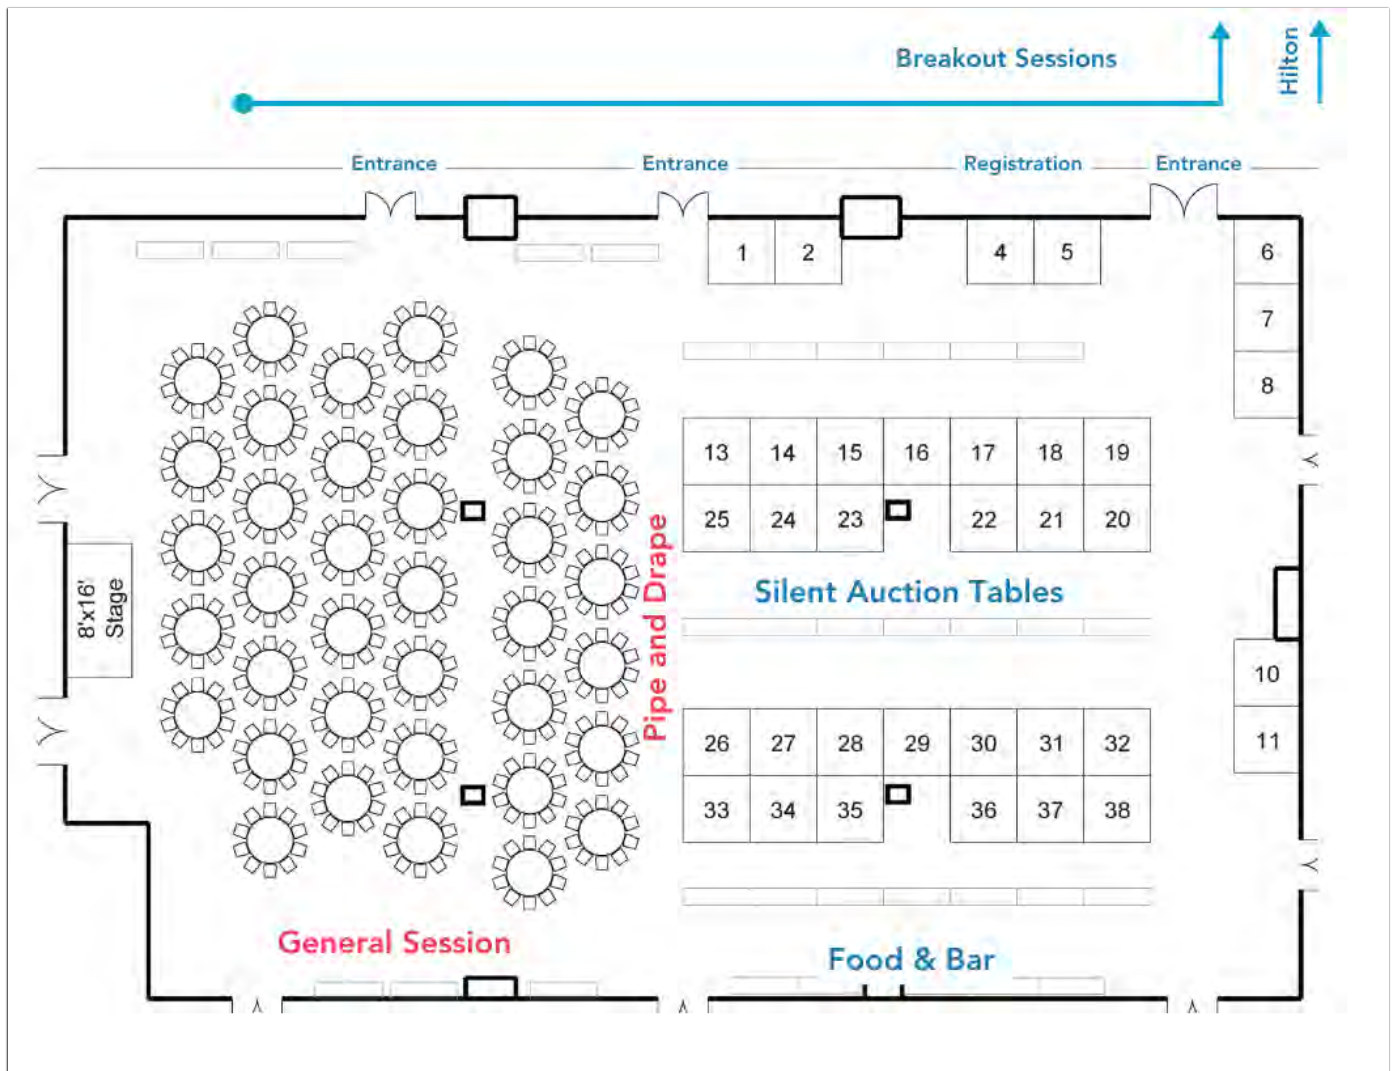 Breakout Sessions
Hilton
Entrance
Entrance
Registration
Entrance
1
2
4
5
6
7
8
13
14
15
16
17
18
19
25
24
23
22
21
20
8'x16'
Stage
Pipe and Drape
Silent Auction Tables
10
11
26
27
28
29
30
31
32
33
34
35
36
37
38
General Session
Food & Bar